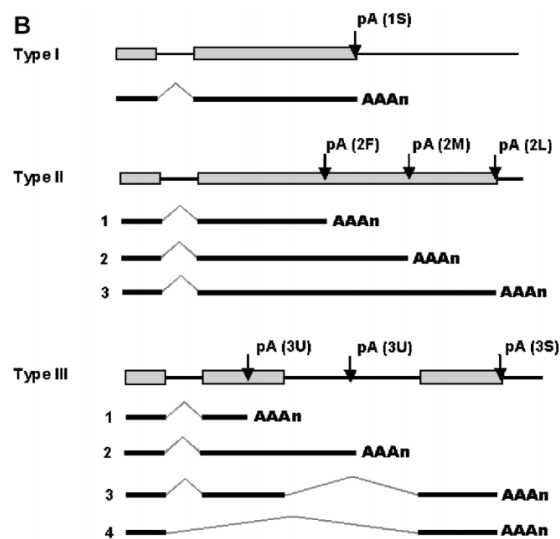 B
pA (1S)
Type I
AAAn
pA (2F) pA (2M) pA (2L)
Type II
1 AAAn
2 AAAn
3 AAAn
pA (3U) pA (3U) pA (3S)
Type III
1 AAAn
2 AAAn
3 AAAn
4 AAAn